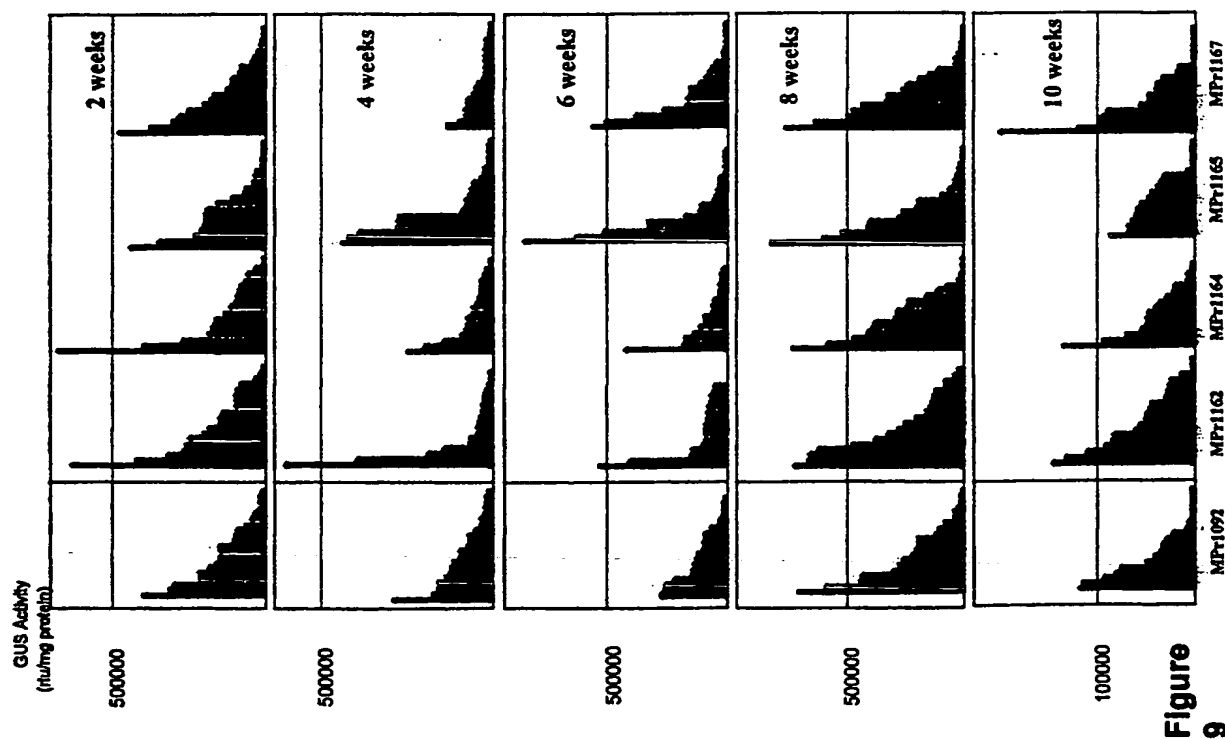 GUS Activity
(rlu/mg protein)
500000
2 weeks
500000
4 weeks
500000
6 weeks
500000
8 weeks
100000
10 weeks
MPr1092
MPr1162
MPr1164
MPr1165
MPr1167
Figure
9